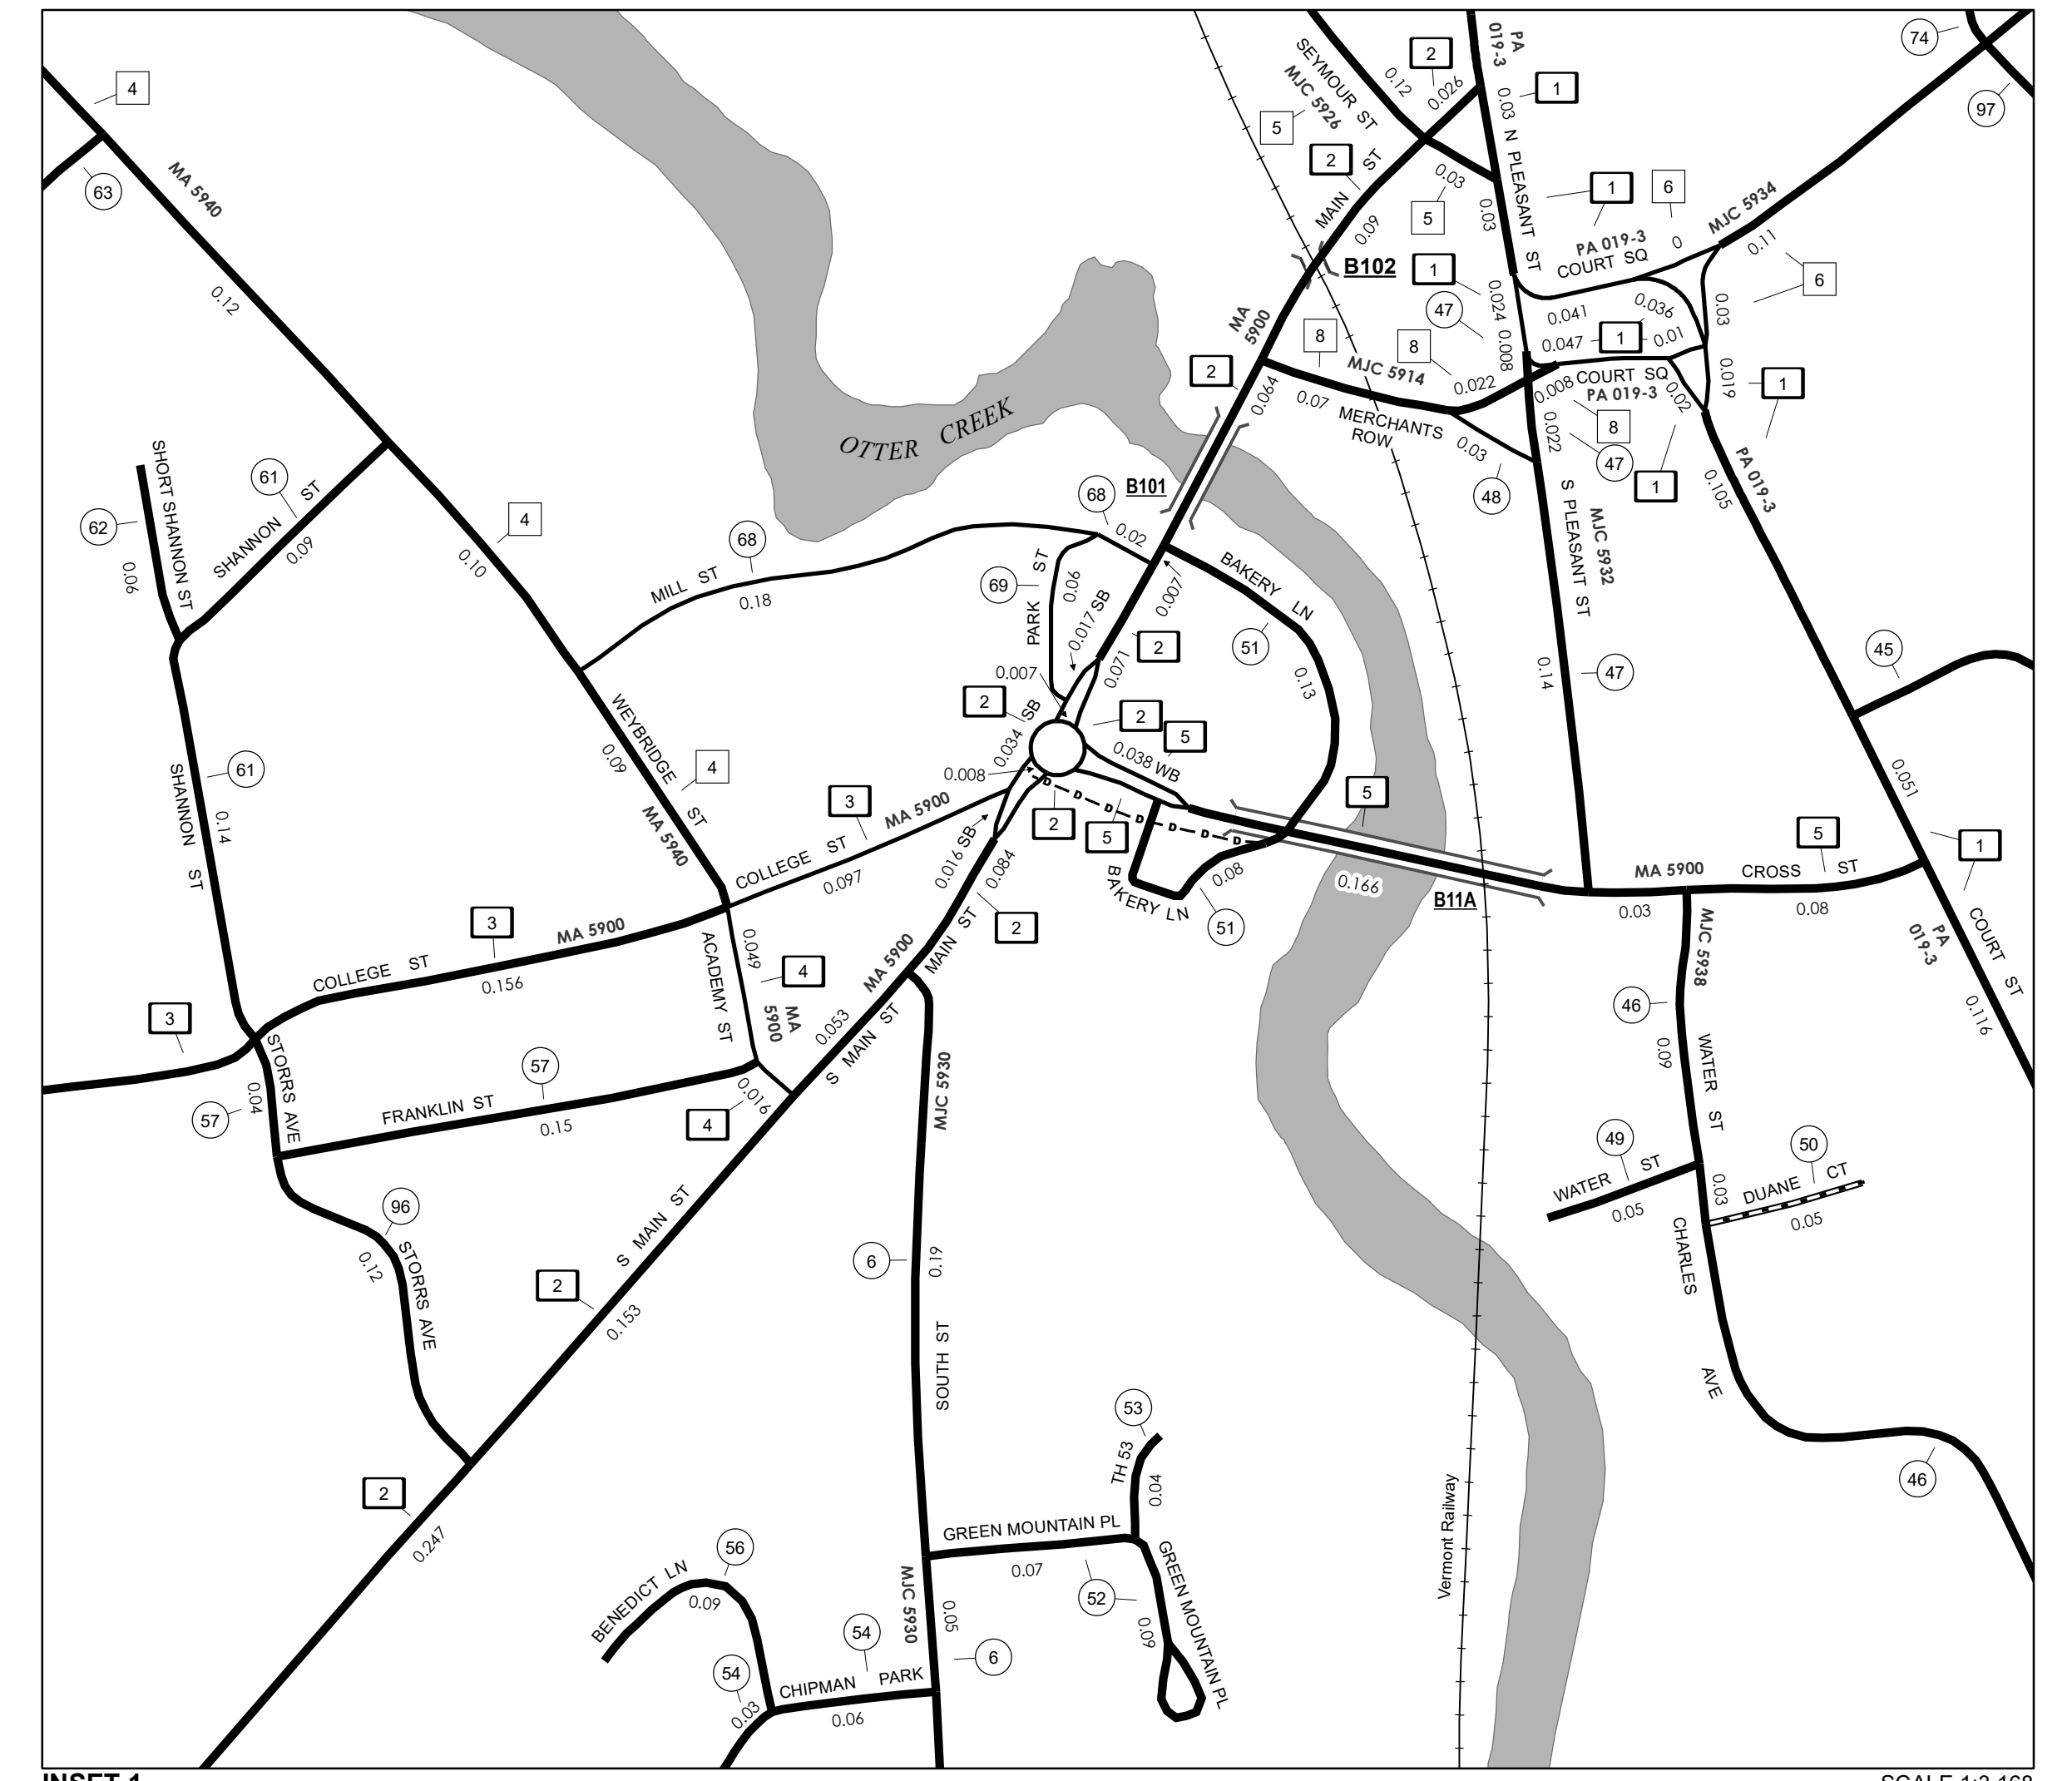 4
63
MA 5940
0.12
SEYMOUR ST
MJC 5926
0.12
2
0.026
PA
019-3
1
0.03
N PLEASANT ST
74
97
5
2
MAIN ST
0.09
0.03
5
0.03
1
6
PA 019-3
COURT SQ
0
MJC 5934
0.11
6
B102
1
0.024
47
0.008
0.041
0.036
0.03
0.047
1
0.01
MA
5900
2
0.064
8
8
MJC 5914
0.022
0.07
MERCHANTS
ROW
0.03
48
0.008
COURT SQ
PA 019-3
0.02
0.019
1
8
0.022
47
1
PA 019-3
0.105
OTTER CREEK
SHORT SHANNON ST
62
0.06
61
SHANNON ST
0.09
4
0.10
68
MILL ST
0.18
68
0.02
B101
S PLEASANT ST
MJC 5932
69
PARK ST
0.06
0.017 SB
0.007
BAKERY LN
51
0.13
2
0.071
0.14
47
45
0.007
2
SB
0.034
2
5
0.038 WB
0.008
D D D D D D D
2
5
5
61
SHANNON ST
0.14
WEYBRIDGE ST
0.09
4
MA 5940
3
MA 5900
COLLEGE ST
0.097
0.016 SB
0.084
2
MAIN ST
BAKERY LN
0.08
51
0.166
B11A
0.051
1
5
MA 5900
CROSS ST
0.03
0.08
3
MA 5900
COLLEGE ST
0.156
3
ACADEMY ST
0.049
4
MA
5900
MA 5900
0.053
S MAIN ST
MJC 5938
46
0.09
WATER ST
PA
019-3
COURT ST
0.116
STORRS AVE
0.04
57
57
FRANKLIN ST
0.15
0.016
4
MJC 5930
49
WATER ST
0.05
0.03
50
DUANE CT
0.05
96
STORRS AVE
0.12
S MAIN ST
2
0.153
6
0.19
SOUTH ST
CHARLES AVE
46
2
0.247
53
TH 53
0.04
GREEN MOUNTAIN PL
0.07
52
0.09
GREEN MOUNTAIN PL
Vermont Railway
56
BENEDICT LN
0.09
MJC 5930
0.05
6
54
54
CHIPMAN PARK
0.03
0.06
INSET 1
SCALE 1:3,168